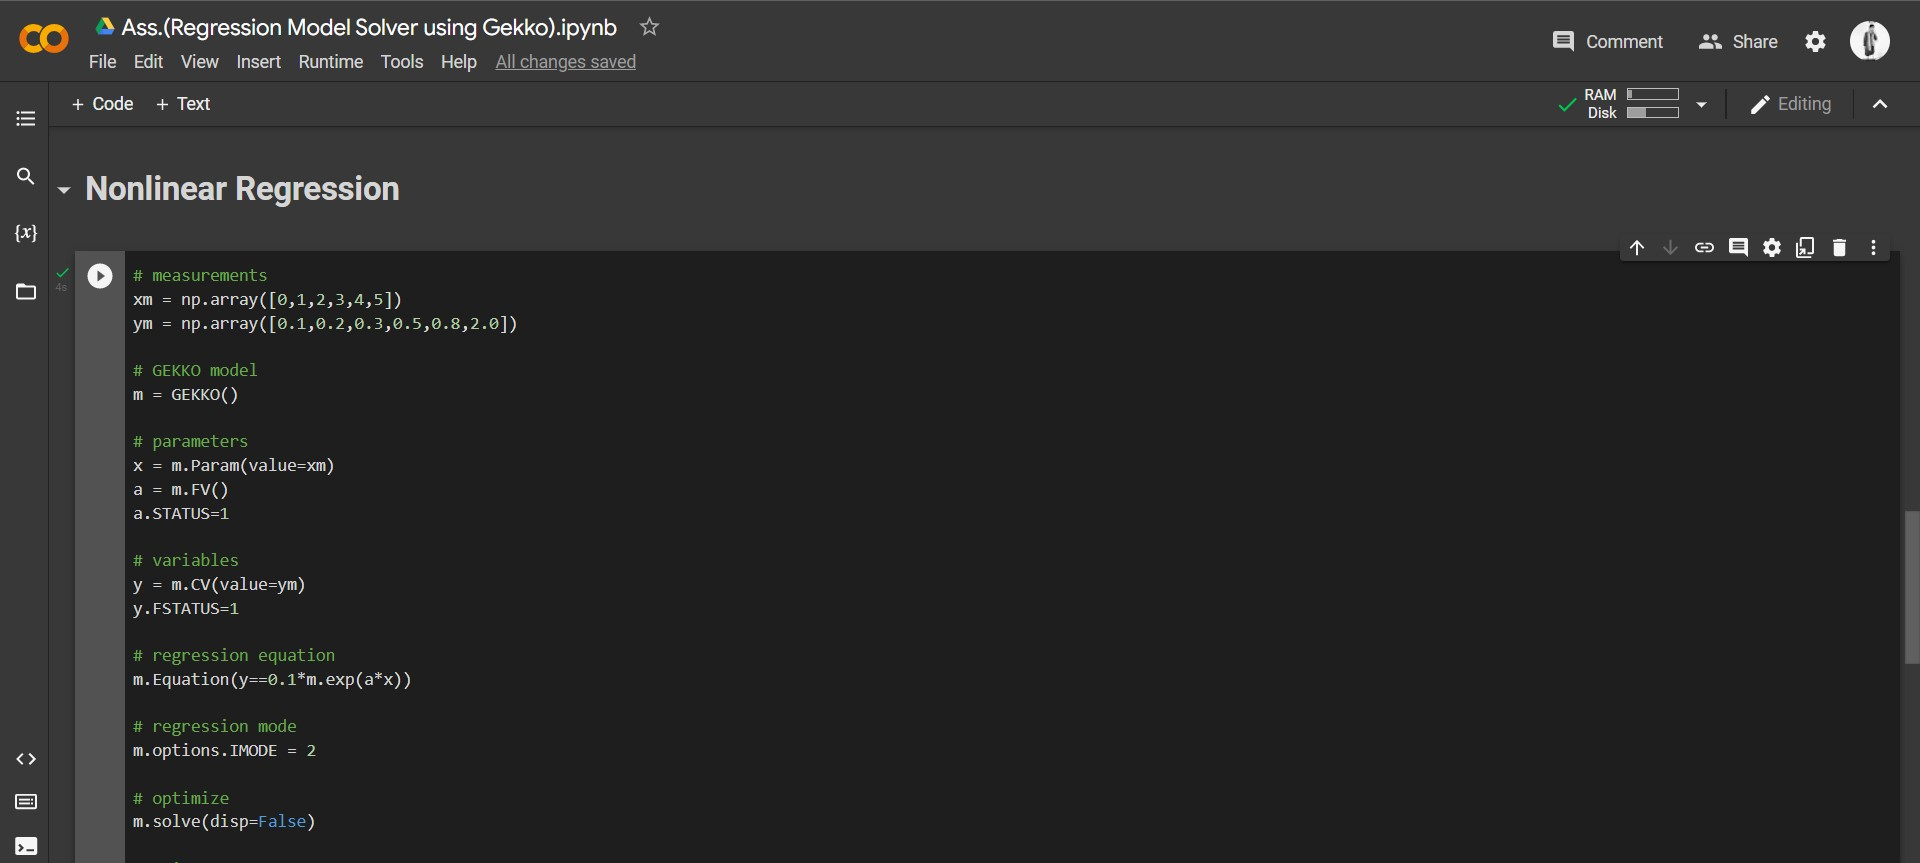 Ass.(Regression Model Solver using Gekko).ipynb
File Edit View Insert Runtime Tools Help All changes saved
Comment
Share
+ Code + Text
RAM
Disk
Editing
Nonlinear Regression
{x}
4s
# measurements
xm = np.array([0,1,2,3,4,5])
ym = np.array([0.1,0.2,0.3,0.5,0.8,2.0])
# GEKKO model
m = GEKKO()
# parameters
x = m.Param(value=xm)
a = m.FV()
a.STATUS=1
# variables
y = m.CV(value=ym)
y.FSTATUS=1
# regression equation
m.Equation(y==0.1*m.exp(a*x))
# regression mode
m.options.IMODE = 2
# optimize
m.solve(disp=False)